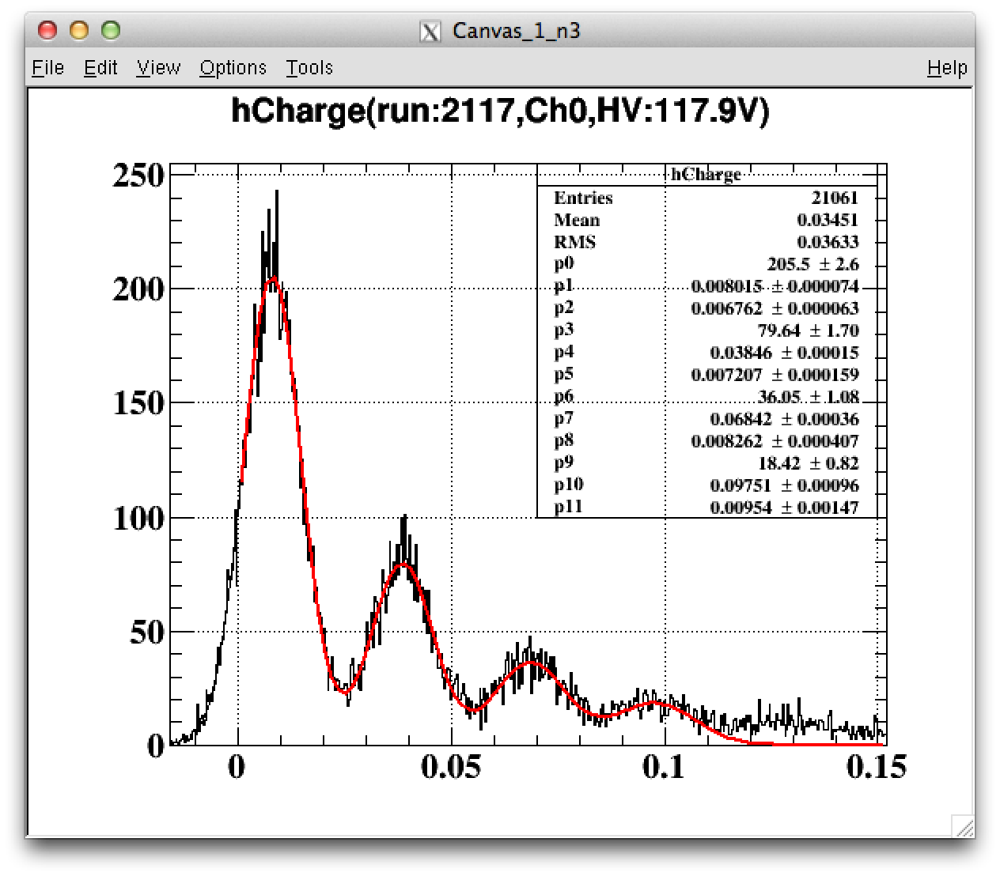 Canvas_1_n3
File Edit View Options Tools Help
hCharge(run:2117,Ch0,HV:117.9V)
hCharge
Entries 21061
Mean 0.03451
RMS 0.03633
p0 205.5 ± 2.6
p1 0.008015 ± 0.000074
p2 0.006762 ± 0.000063
p3 79.64 ± 1.70
p4 0.03846 ± 0.00015
p5 0.007207 ± 0.000159
p6 36.05 ± 1.08
p7 0.06842 ± 0.00036
p8 0.008262 ± 0.000407
p9 18.42 ± 0.82
p10 0.09751 ± 0.00096
p11 0.00954 ± 0.00147
250
200
150
100
50
0
0 0.05 0.1 0.15